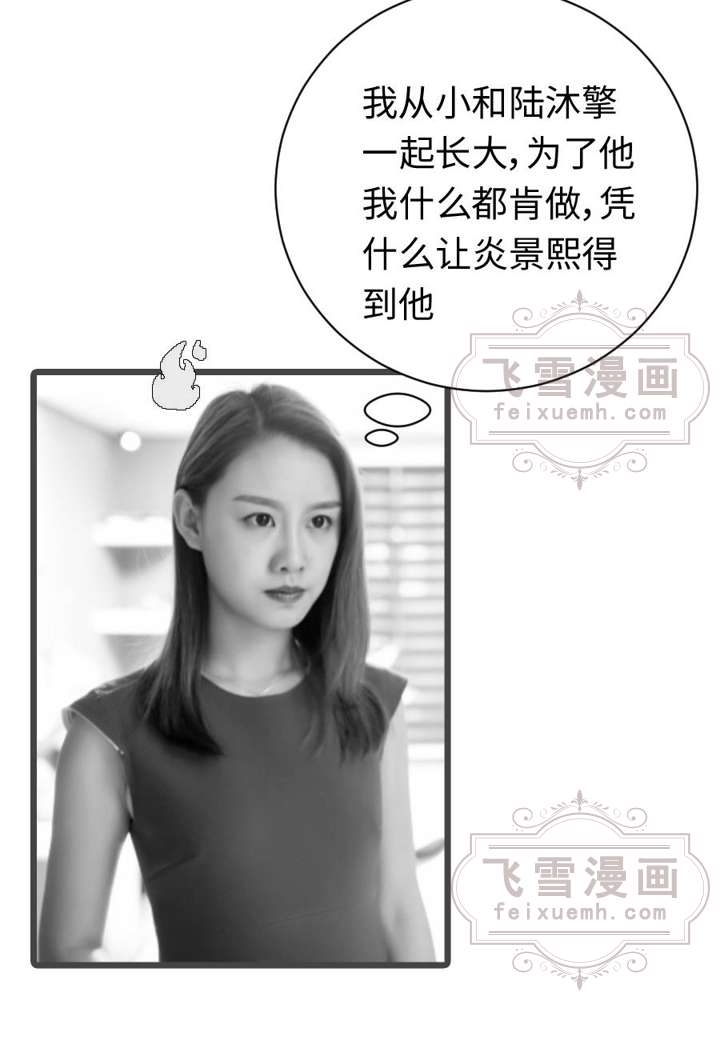 我从小和陆沐擎
一起长大，为了他
我什么都肯做，凭
什么让炎景熙得
到他
飞雪漫画
feixuemh.com
飞雪漫画
feixuemh.com